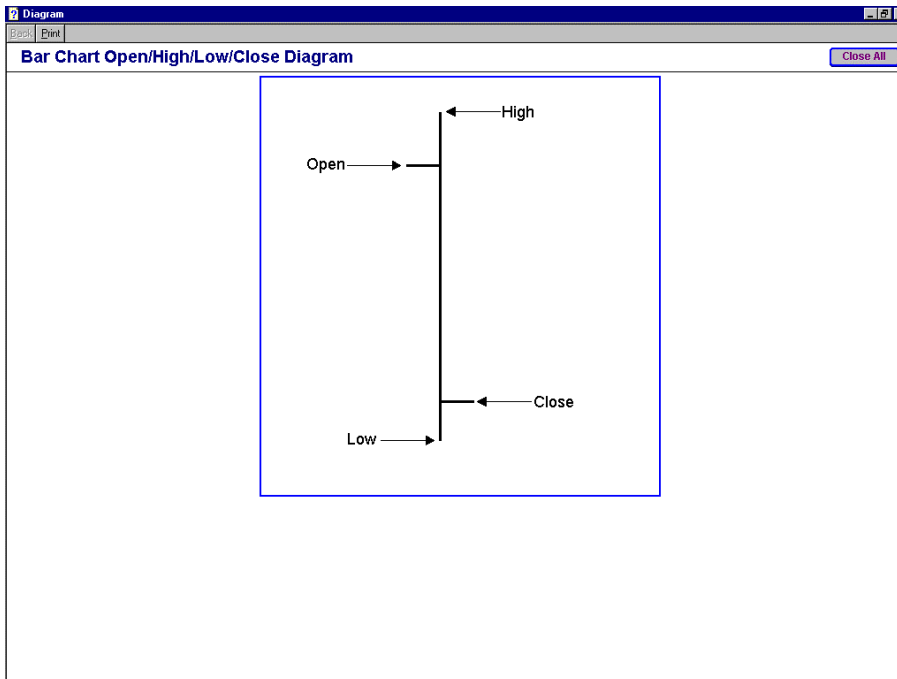 Diagram
Back Print
Bar Chart Open/High/Low/Close Diagram
Close All
High
Open
Close
Low